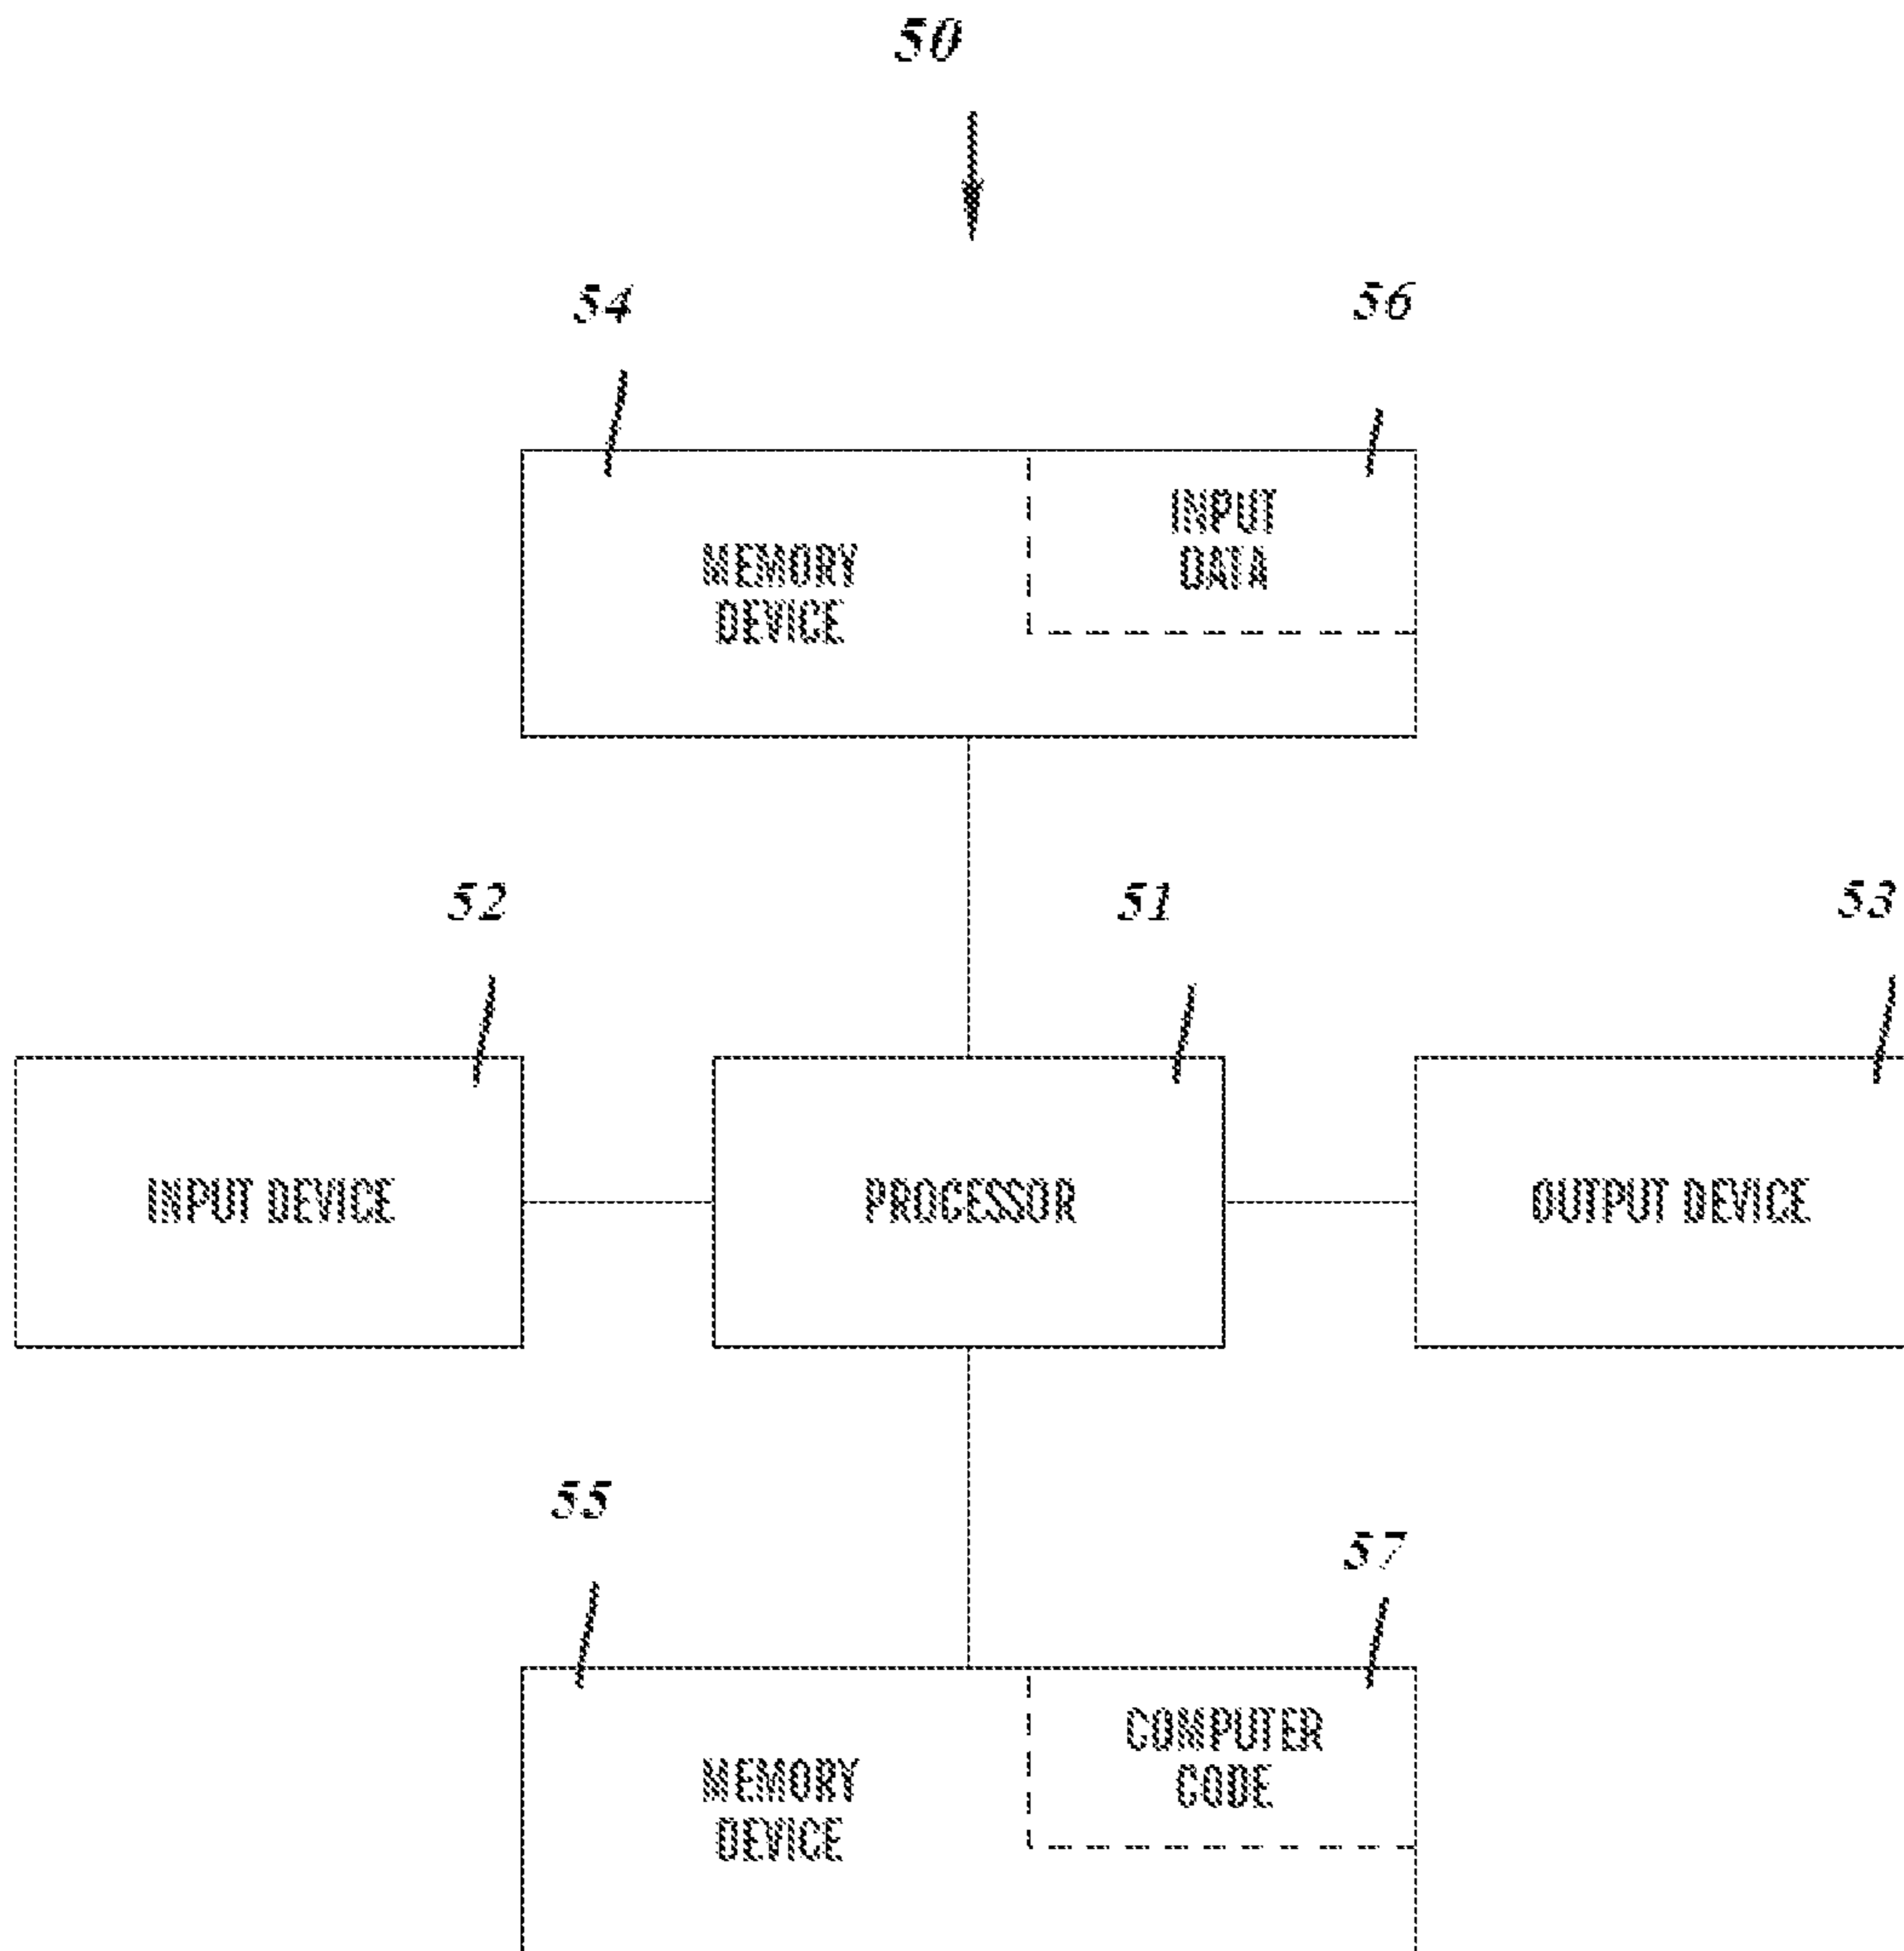 50
54
56
INPUT
DATA
MEMORY
DEVICE
52
51
53
INPUT DEVICE
PROCESSOR
OUTPUT DEVICE
55
57
COMPUTER
CODE
MEMORY
DEVICE